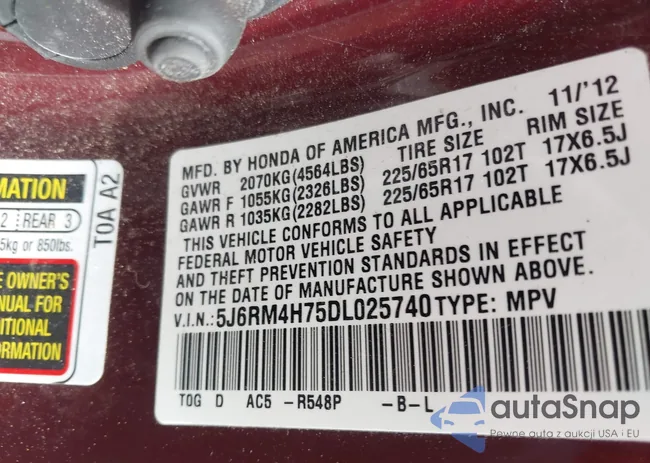 MATION
2 REAR 3
5kg or 850lbs.
E OWNER'S
NUAL FOR
DITIONAL
FORMATION
T0A A2
MFD. BY HONDA OF AMERICA MFG., INC. 11/'12
GVWR 2070KG(4564LBS) TIRE SIZE RIM SIZE
GAWR F 1055KG(2326LBS) 225/65R17 102T 17X6.5J
GAWR R 1035KG(2282LBS) 225/65R17 102T 17X6.5J
THIS VEHICLE CONFORMS TO ALL APPLICABLE
FEDERAL MOTOR VEHICLE SAFETY
AND THEFT PREVENTION STANDARDS IN EFFECT
ON THE DATE OF MANUFACTURE SHOWN ABOVE.
V.I.N.:5J6RM4H75DL025740 TYPE: MPV
T0G D AC5 -R548P -B-L
autaSnap
Pewne auta z aukcji USA i EU